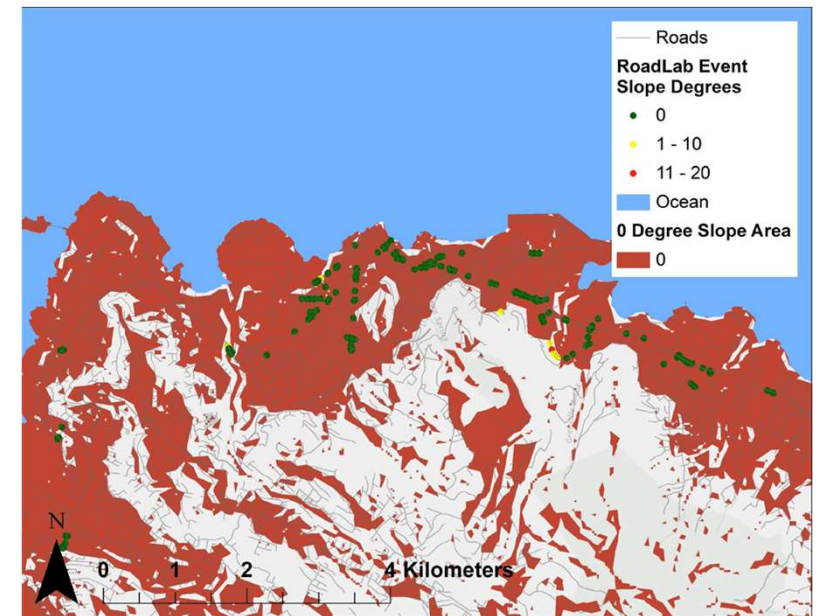 Roads
RoadLab Event
Slope Degrees
0
1 - 10
11 - 20
Ocean
0 Degree Slope Area
0
N
0 1 2 4 Kilometers